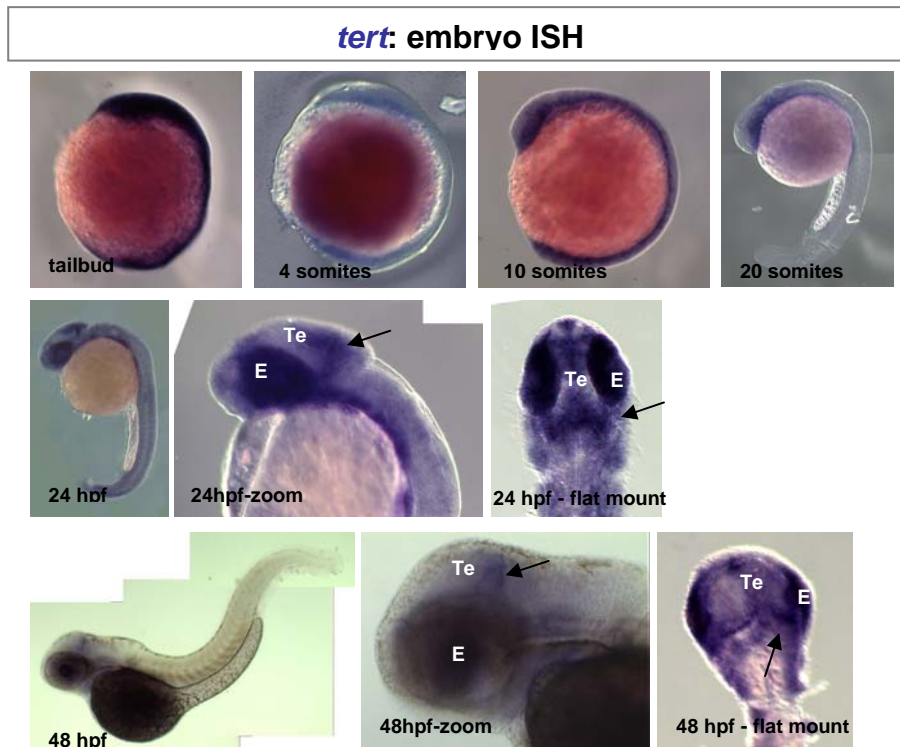 tert: embryo ISH
tailbud
4 somites
10 somites
20 somites
Te
E
24 hpf
24hpf-zoom
Te
E
24 hpf - flat mount
48 hpf
Te
E
48hpf-zoom
Te
E
48 hpf - flat mount